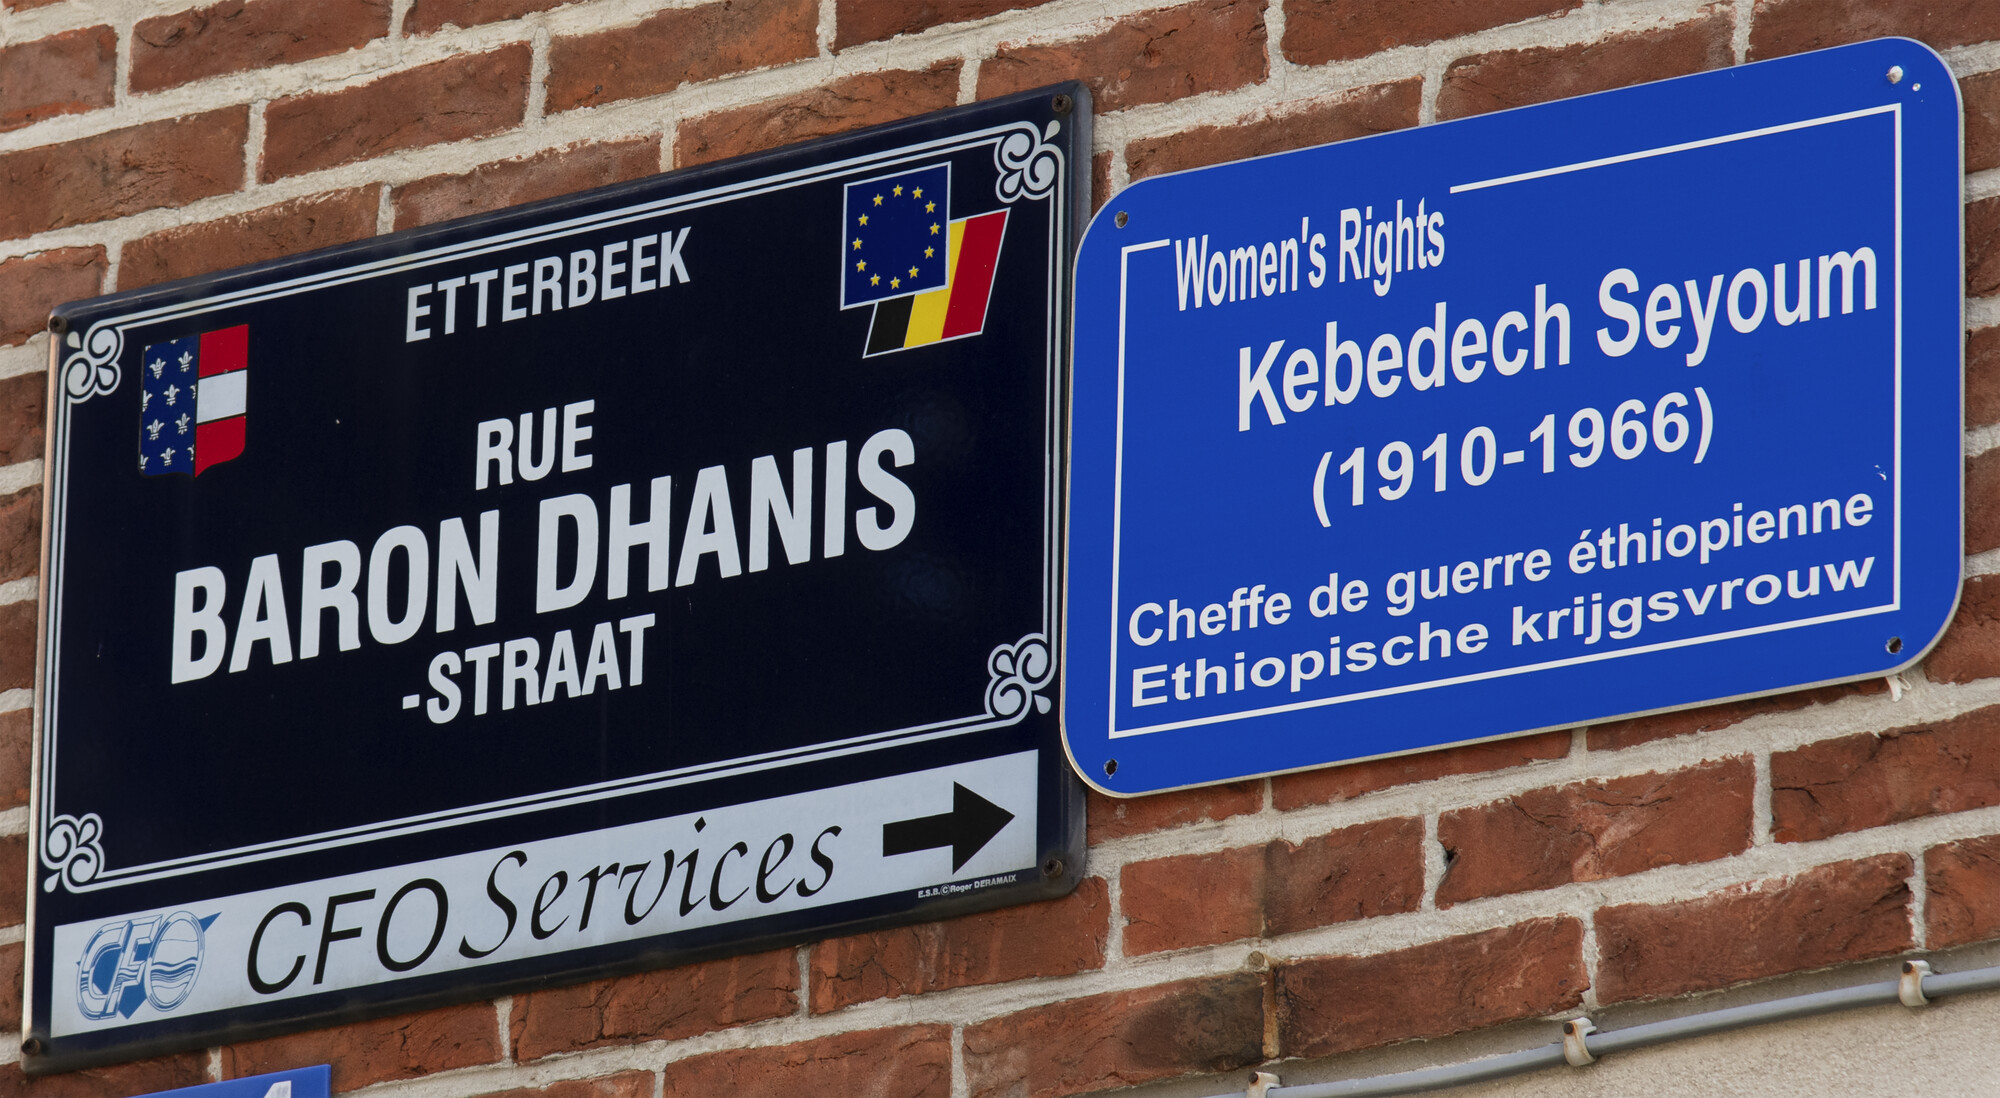 ETTERBEEK
RUE
BARON DHANIS
-STRAAT
CFO
CFO Services
E.S.B. © Roger DERAMAIX
Women's Rights
Kebedech Seyoum
(1910-1966)
Cheffe de guerre éthiopienne
Ethiopische krijgsvrouw